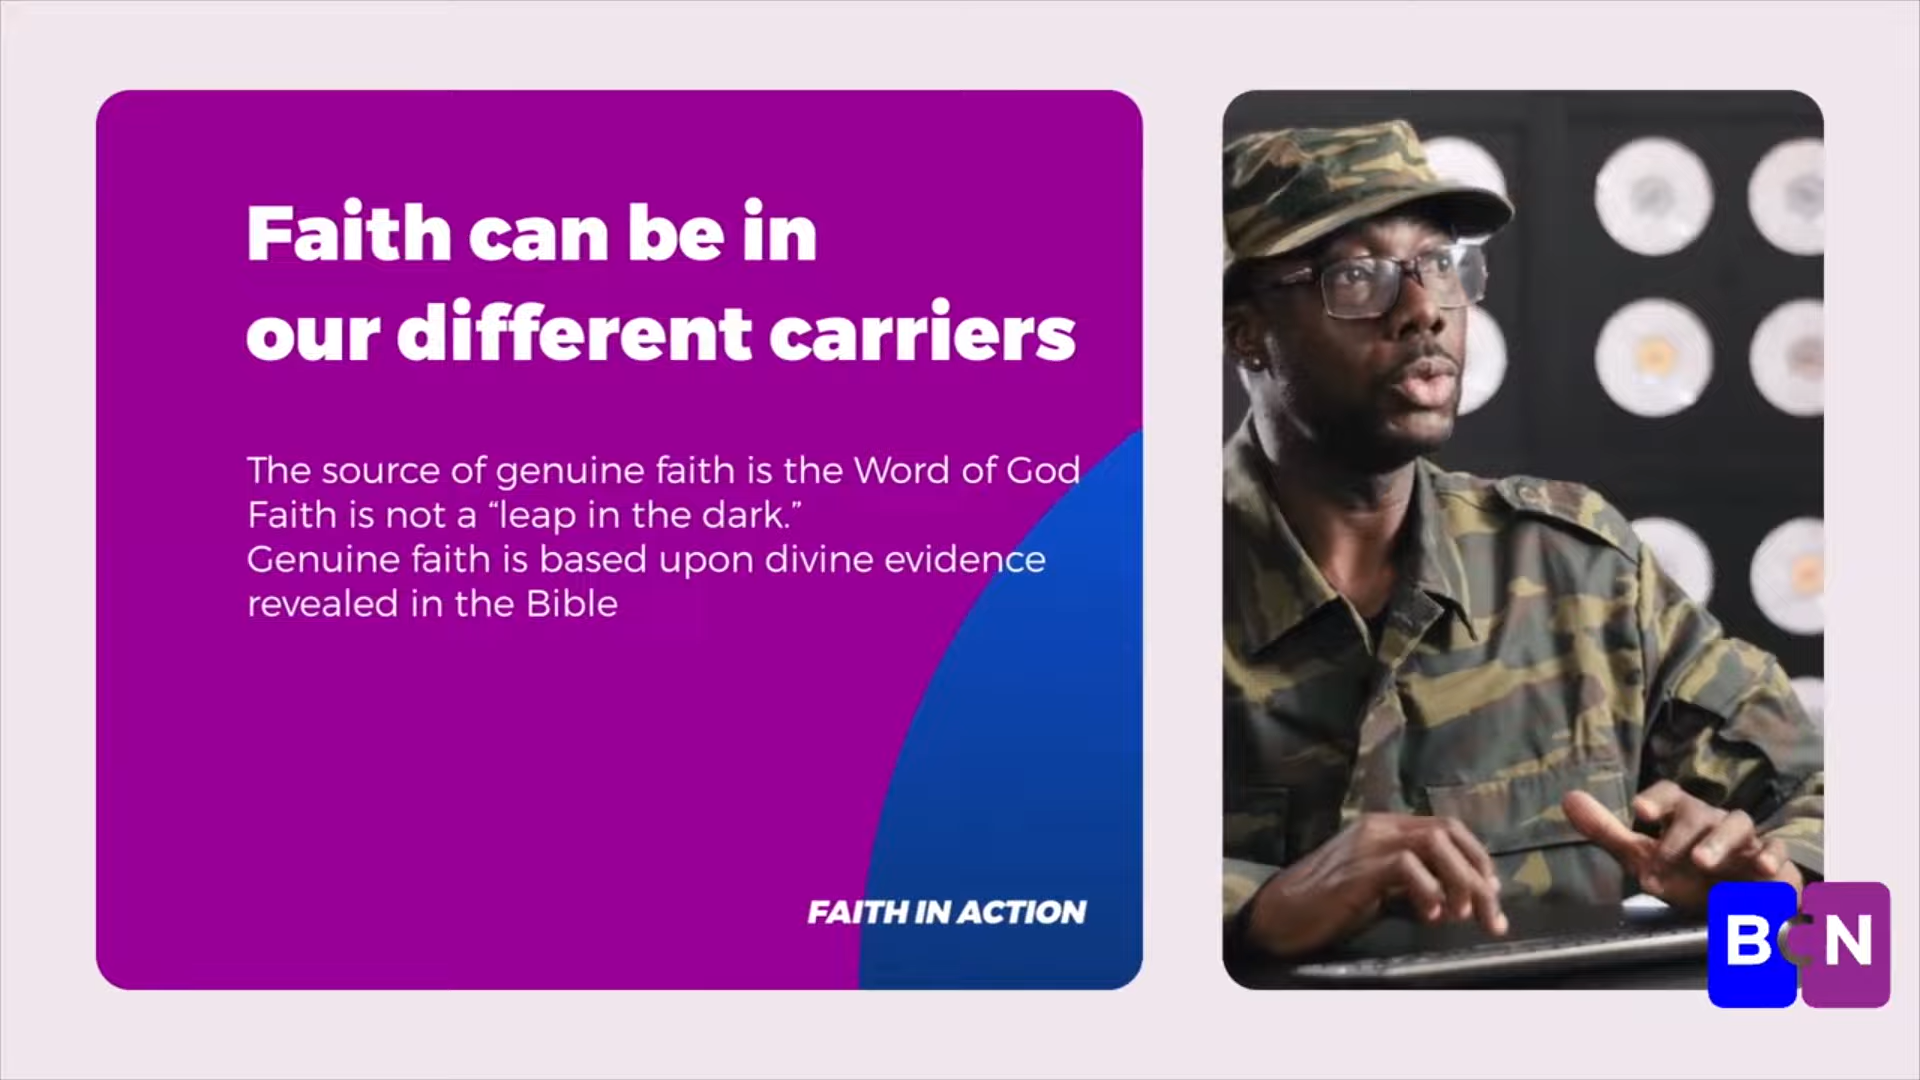 Faith can be in
our different carriers
The source of genuine faith is the Word of God
Faith is not a “leap in the dark.”
Genuine faith is based upon divine evidence
revealed in the Bible
FAITH IN ACTION
BCN